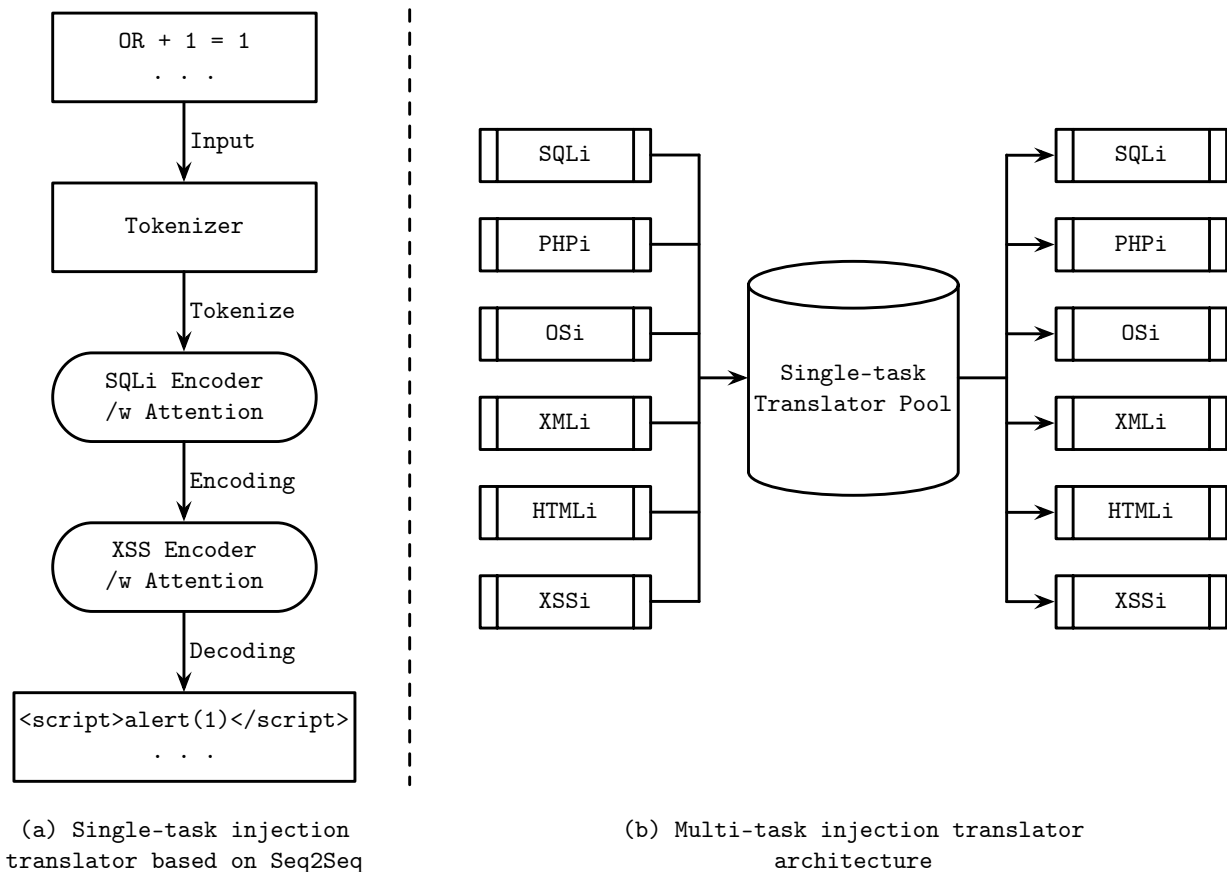 OR + 1 = 1
. . .
Input
Tokenizer
Tokenize
SQLi Encoder
/w Attention
Encoding
XSS Encoder
/w Attention
Decoding
<script>alert(1)</script>
. . .
(a) Single-task injection
translator based on Seq2Seq
SQLi
PHPi
OSi
XMLi
HTMLi
XSSi
Single-task
Translator Pool
SQLi
PHPi
OSi
XMLi
HTMLi
XSSi
(b) Multi-task injection translator
architecture